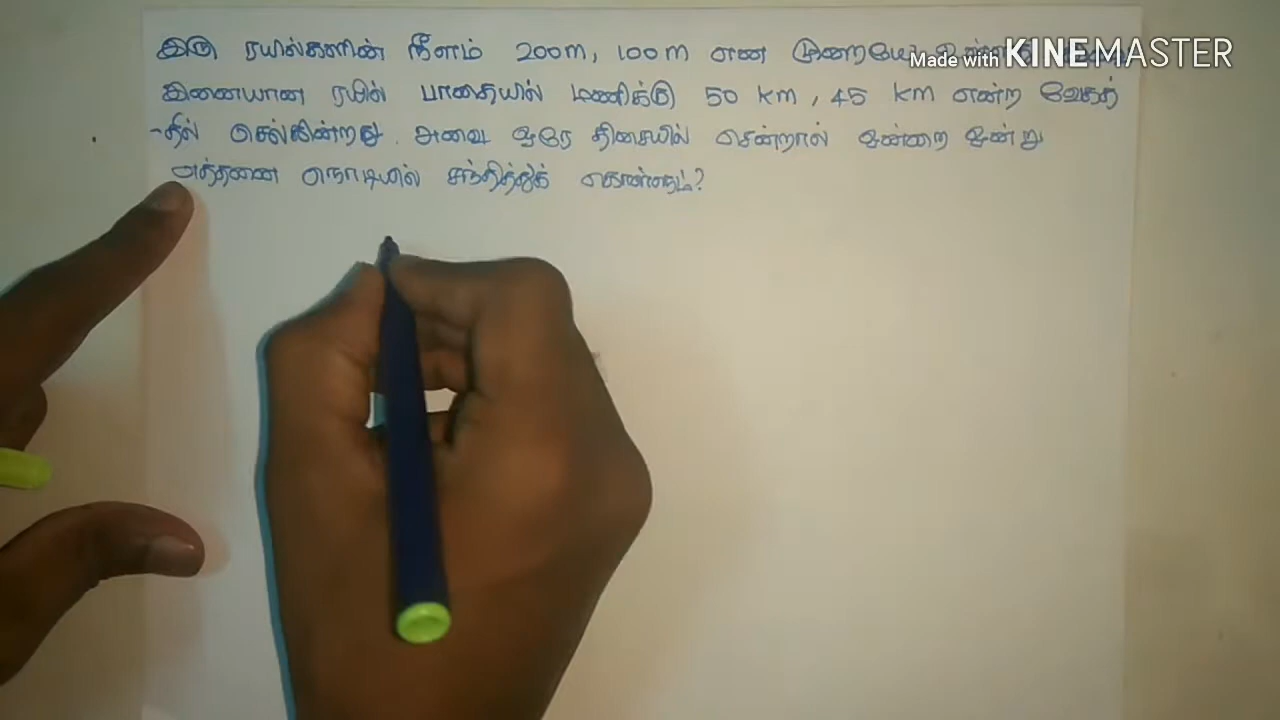 இரு ரயில்களின் நீளம் 200m, 100m என முறையே
Made with KINEMASTER
இணையான ரயில் பாதையில் மணிக்கு 50 km, 45 km என்ற வேகத்
-தில் செல்கின்றது. அவை ஒரே திசையில் சென்றால் ஒன்றை ஒன்று
எத்தனை நொடியில் சந்தித்துக் கொள்ளும்?